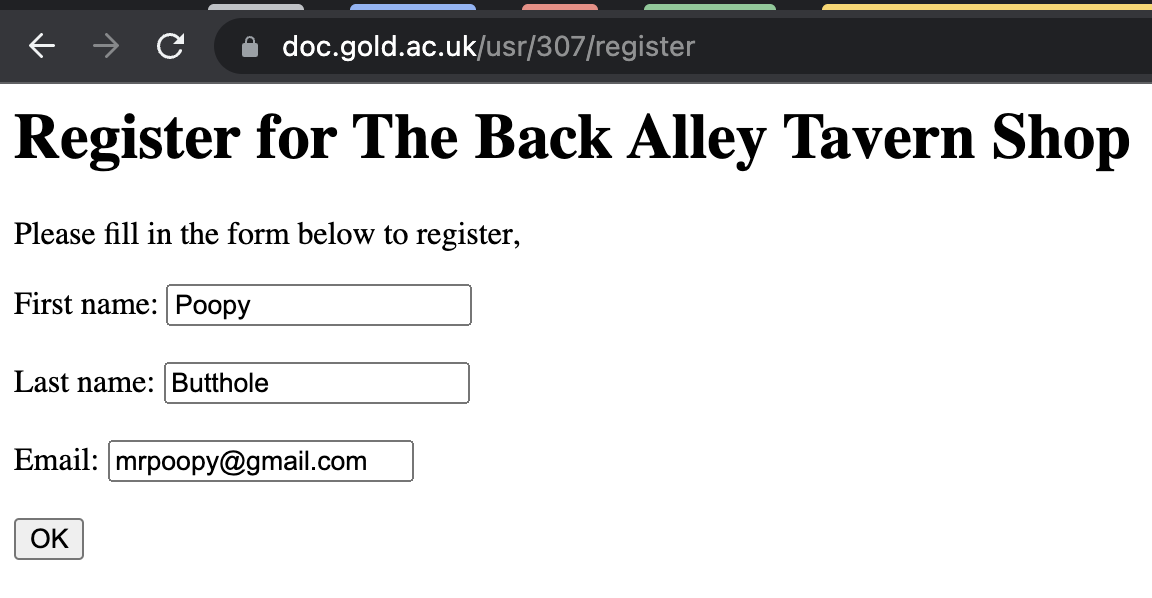 doc.gold.ac.uk/usr/307/register
Register for The Back Alley Tavern Shop
Please fill in the form below to register,
First name: Poopy
Last name: Butthole
Email: mrpoopy@gmail.com
OK